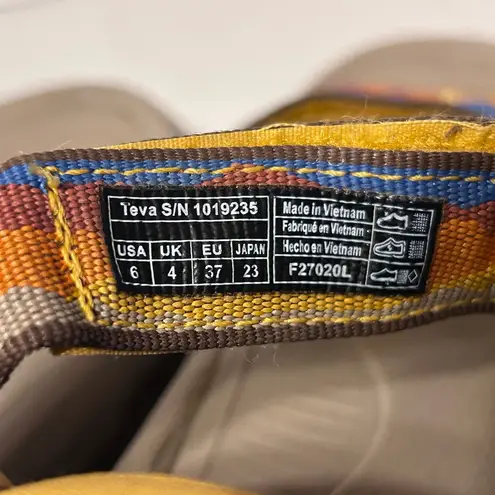 Teva S/N 1019235
USA UK EU JAPAN
6 4 37 23
Made in Vietnam
Fabriqué en Vietnam
Hecho en Vietnam
F27020L